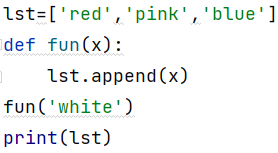 lst=['red','pink','blue']
def fun(x):
    lst.append(x)
fun('white')
print(lst)